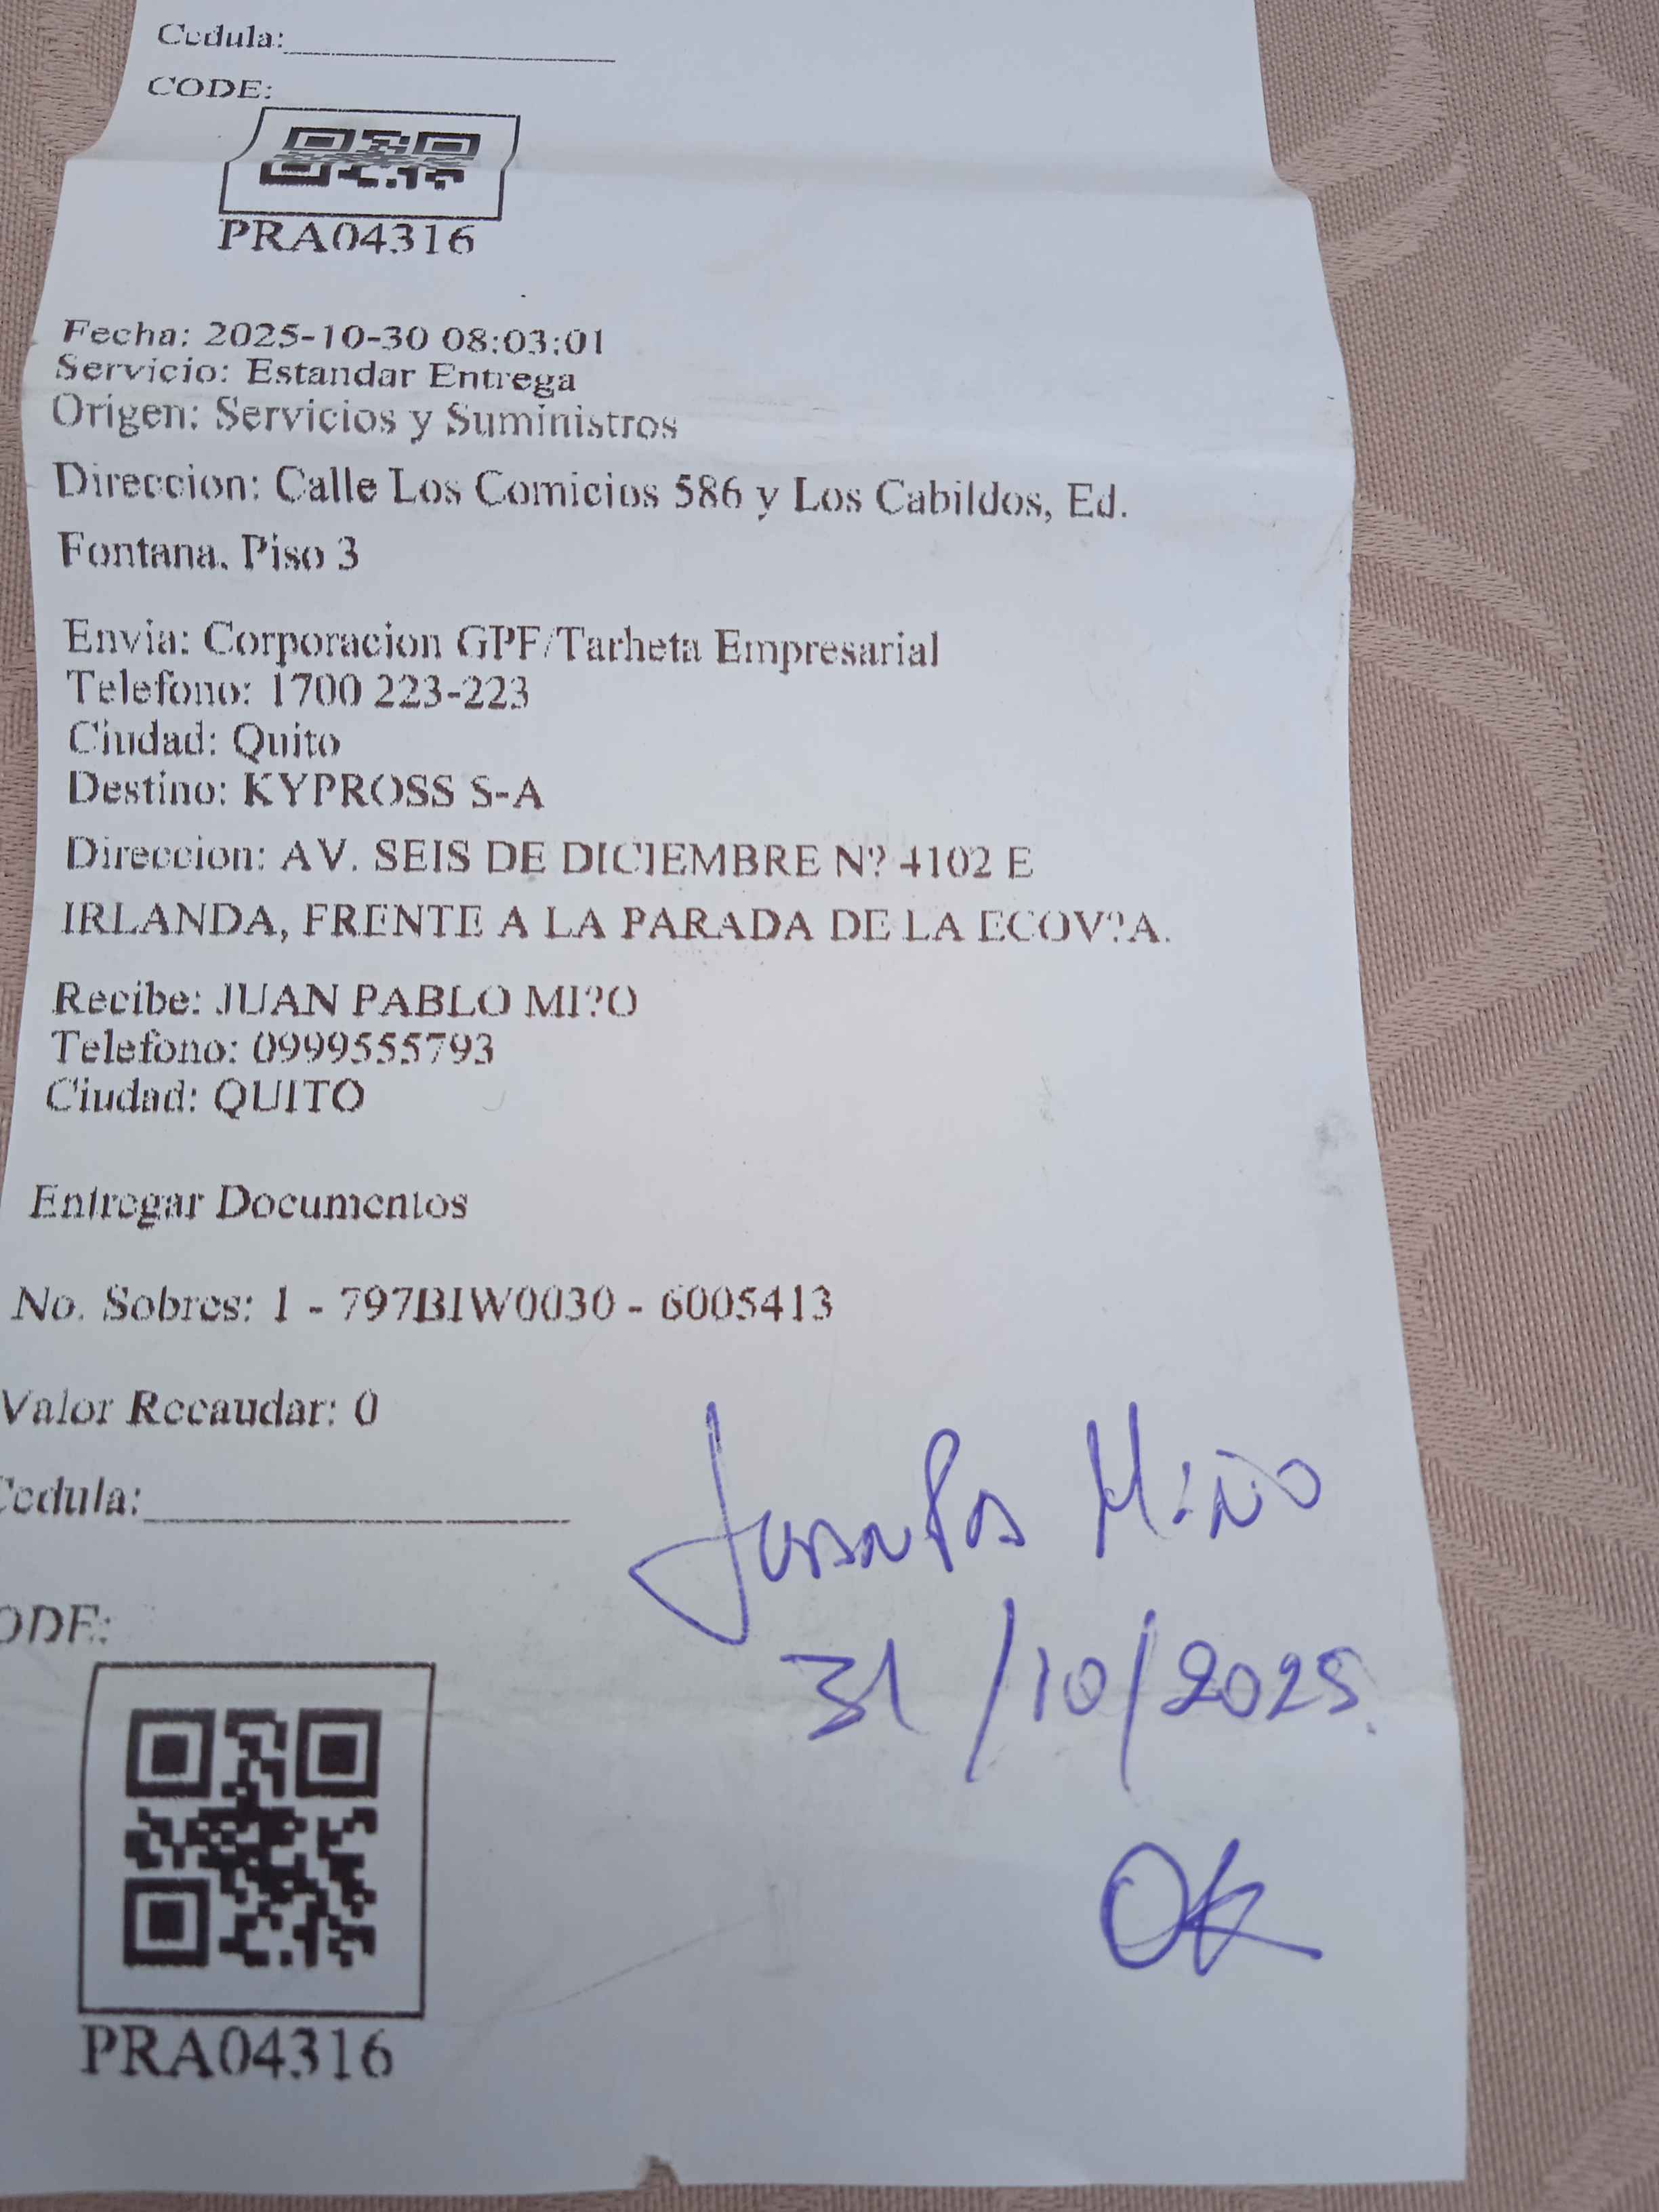 Cedula:
CODE:
PRA04316
Fecha: 2025-10-30 08:03:01
Servicio: Estandar Entrega
Origen: Servicios y Suministros
Direccion: Calle Los Comicios 586 y Los Cabildos, Ed.
Fontana. Piso 3
Envia: Corporacion GPF/Tarheta Empresarial
Telefono: 1700 223-223
Ciudad: Quito
Destino: KYPROSS S-A
Direccion: AV. SEIS DE DICIEMBRE N? 4102 E
IRLANDA, FRENTE A LA PARADA DE LA ECOV?A.
Recibe: JUAN PABLO MI?O
Telefono: 0999555793
Ciudad: QUITO
Entregar Documentos
No. Sobres: 1 - 797BIW0030 - 6005413
Valor Recaudar: 0
Cedula:
Juan Pa Miño
31/10/2025.
ODE:
OK
PRA04316